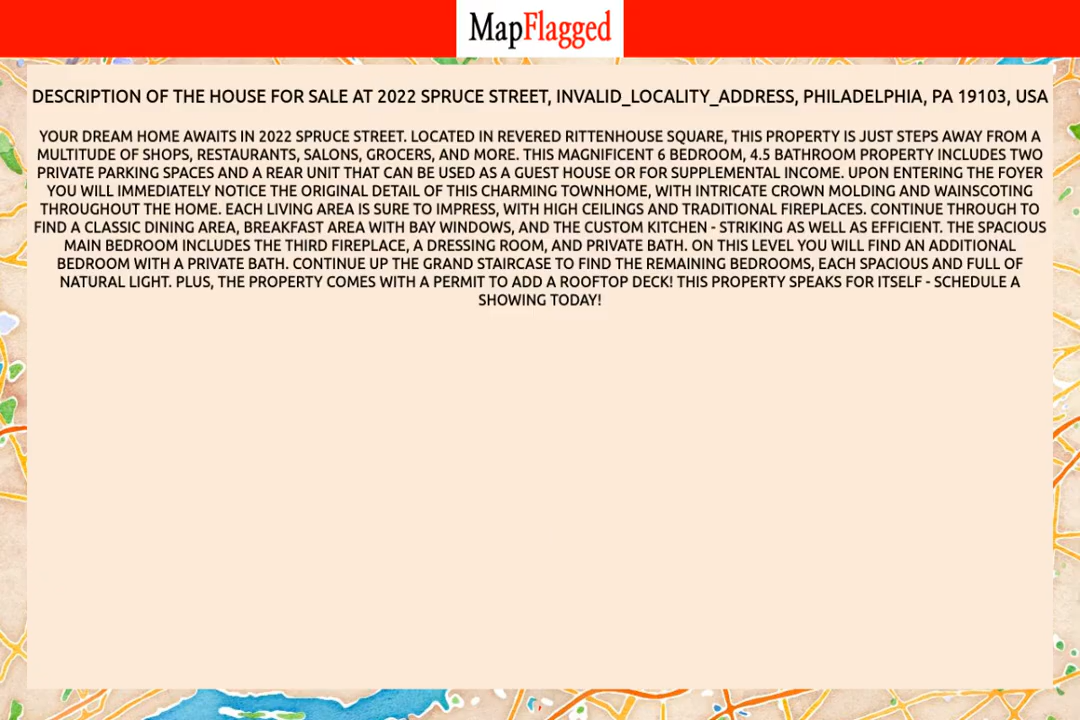 MapFlagged
DESCRIPTION OF THE HOUSE FOR SALE AT 2022 SPRUCE STREET, INVALID_LOCALITY_ADDRESS, PHILADELPHIA, PA 19103, USA
YOUR DREAM HOME AWAITS IN 2022 SPRUCE STREET. LOCATED IN REVERED RITTENHOUSE SQUARE, THIS PROPERTY IS JUST STEPS AWAY FROM A
MULTITUDE OF SHOPS, RESTAURANTS, SALONS, GROCERS, AND MORE. THIS MAGNIFICENT 6 BEDROOM, 4.5 BATHROOM PROPERTY INCLUDES TWO
PRIVATE PARKING SPACES AND A REAR UNIT THAT CAN BE USED AS A GUEST HOUSE OR FOR SUPPLEMENTAL INCOME. UPON ENTERING THE FOYER
YOU WILL IMMEDIATELY NOTICE THE ORIGINAL DETAIL OF THIS CHARMING TOWNHOME, WITH INTRICATE CROWN MOLDING AND WAINSCOTING
THROUGHOUT THE HOME. EACH LIVING AREA IS SURE TO IMPRESS, WITH HIGH CEILINGS AND TRADITIONAL FIREPLACES. CONTINUE THROUGH TO
FIND A CLASSIC DINING AREA, BREAKFAST AREA WITH BAY WINDOWS, AND THE CUSTOM KITCHEN - STRIKING AS WELL AS EFFICIENT. THE SPACIOUS
MAIN BEDROOM INCLUDES THE THIRD FIREPLACE, A DRESSING ROOM, AND PRIVATE BATH. ON THIS LEVEL YOU WILL FIND AN ADDITIONAL
BEDROOM WITH A PRIVATE BATH. CONTINUE UP THE GRAND STAIRCASE TO FIND THE REMAINING BEDROOMS, EACH SPACIOUS AND FULL OF
NATURAL LIGHT. PLUS, THE PROPERTY COMES WITH A PERMIT TO ADD A ROOFTOP DECK! THIS PROPERTY SPEAKS FOR ITSELF - SCHEDULE A
SHOWING TODAY!